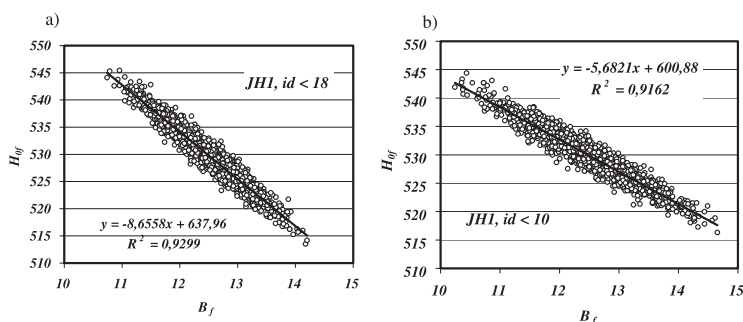 a)
550
545
540
535
530
525
520
515
510
H0f
JH1, id < 18
y = -8,6558x + 637,96
R² = 0,9299
10 11 12 13 14 15
Bf
b)
550
545
540
535
530
525
520
515
510
H0f
y = -5,6821x + 600,88
R² = 0,9162
JH1, id < 10
10 11 12 13 14 15
Bf